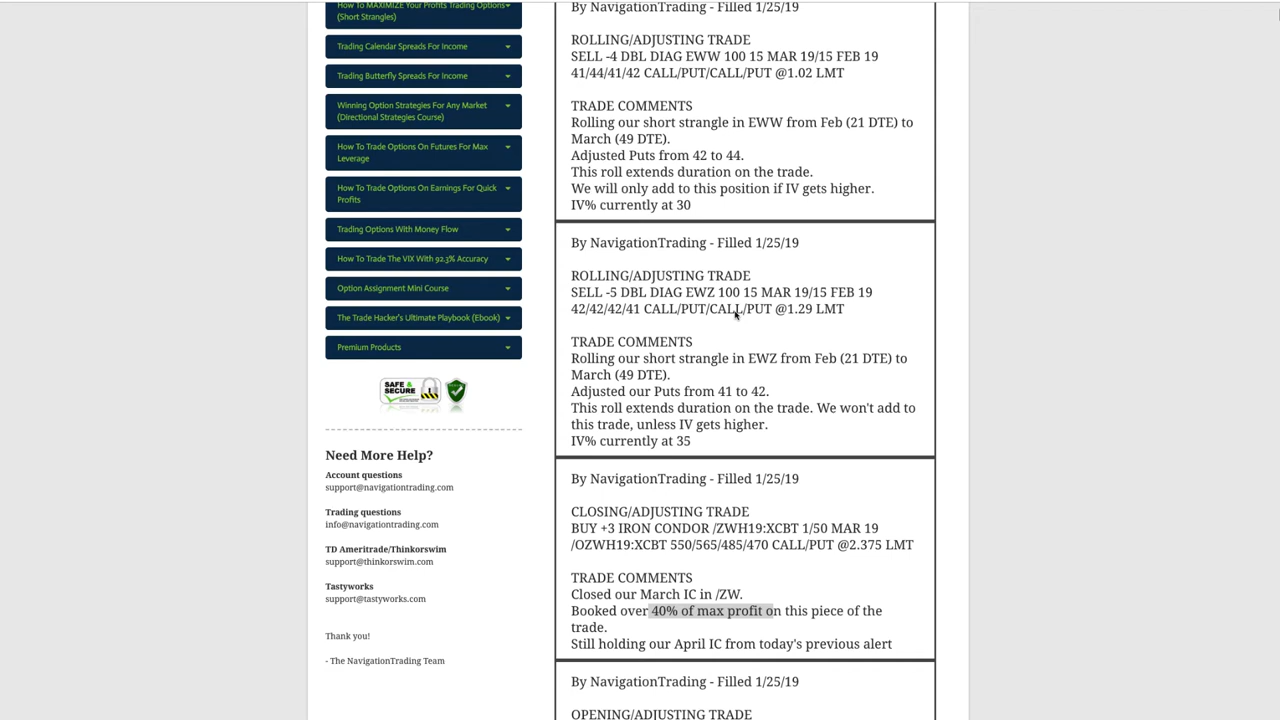 How To MAXIMIZE Your Profits Trading Options
(Short Strangles)
Trading Calendar Spreads For Income
Trading Butterfly Spreads For Income
Winning Option Strategies For Any Market
(Directional Strategies Course)
How To Trade Options On Futures For Max
Leverage
How To Trade Options On Earnings For Quick
Profits
Trading Options With Money Flow
How To Trade The VIX With 92.3% Accuracy
Option Assignment Mini Course
The Trade Hacker's Ultimate Playbook (Ebook)
Premium Products
SAFE &
SECURE
Need More Help?
Account questions
support@navigationtrading.com
Trading questions
info@navigationtrading.com
TD Ameritrade/Thinkorswim
support@thinkorswim.com
Tastyworks
support@tastyworks.com
Thank you!
- The NavigationTrading Team
By NavigationTrading - Filled 1/25/19
ROLLING/ADJUSTING TRADE
SELL -4 DBL DIAG EWW 100 15 MAR 19/15 FEB 19
41/44/41/42 CALL/PUT/CALL/PUT @1.02 LMT
TRADE COMMENTS
Rolling our short strangle in EWW from Feb (21 DTE) to
March (49 DTE).
Adjusted Puts from 42 to 44.
This roll extends duration on the trade.
We will only add to this position if IV gets higher.
IV% currently at 30
By NavigationTrading - Filled 1/25/19
ROLLING/ADJUSTING TRADE
SELL -5 DBL DIAG EWZ 100 15 MAR 19/15 FEB 19
42/42/42/41 CALL/PUT/CALL/PUT @1.29 LMT
TRADE COMMENTS
Rolling our short strangle in EWZ from Feb (21 DTE) to
March (49 DTE).
Adjusted our Puts from 41 to 42.
This roll extends duration on the trade. We won't add to
this trade, unless IV gets higher.
IV% currently at 35
By NavigationTrading - Filled 1/25/19
CLOSING/ADJUSTING TRADE
BUY +3 IRON CONDOR /ZWH19:XCBT 1/50 MAR 19
/OZWH19:XCBT 550/565/485/470 CALL/PUT @2.375 LMT
TRADE COMMENTS
Closed our March IC in /ZW.
Booked over 40% of max profit on this piece of the
trade.
Still holding our April IC from today's previous alert
By NavigationTrading - Filled 1/25/19
OPENING/ADJUSTING TRADE